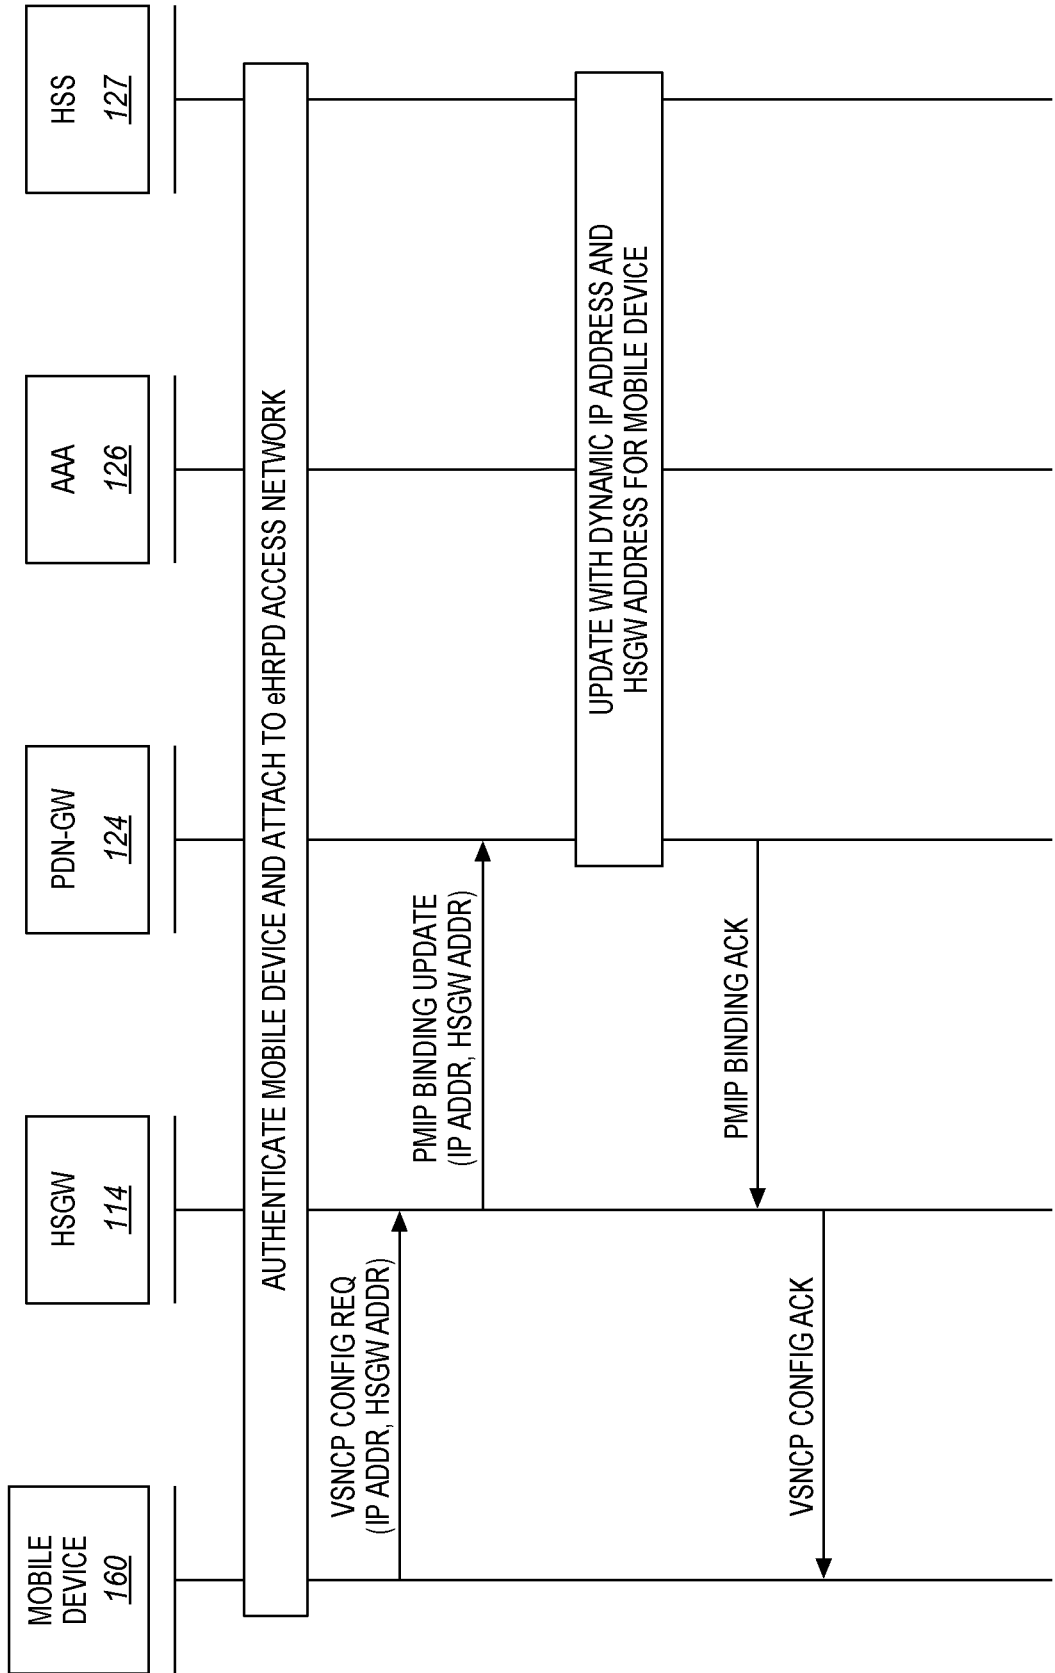 MOBILE
DEVICE
160
HSGW
114
PDN-GW
124
AAA
126
HSS
127
AUTHENTICATE MOBILE DEVICE AND ATTACH TO eHRPD ACCESS NETWORK
VSNCP CONFIG REQ
(IP ADDR, HSGW ADDR)
PMIP BINDING UPDATE
(IP ADDR, HSGW ADDR)
UPDATE WITH DYNAMIC IP ADDRESS AND
HSGW ADDRESS FOR MOBILE DEVICE
PMIP BINDING ACK
VSNCP CONFIG ACK